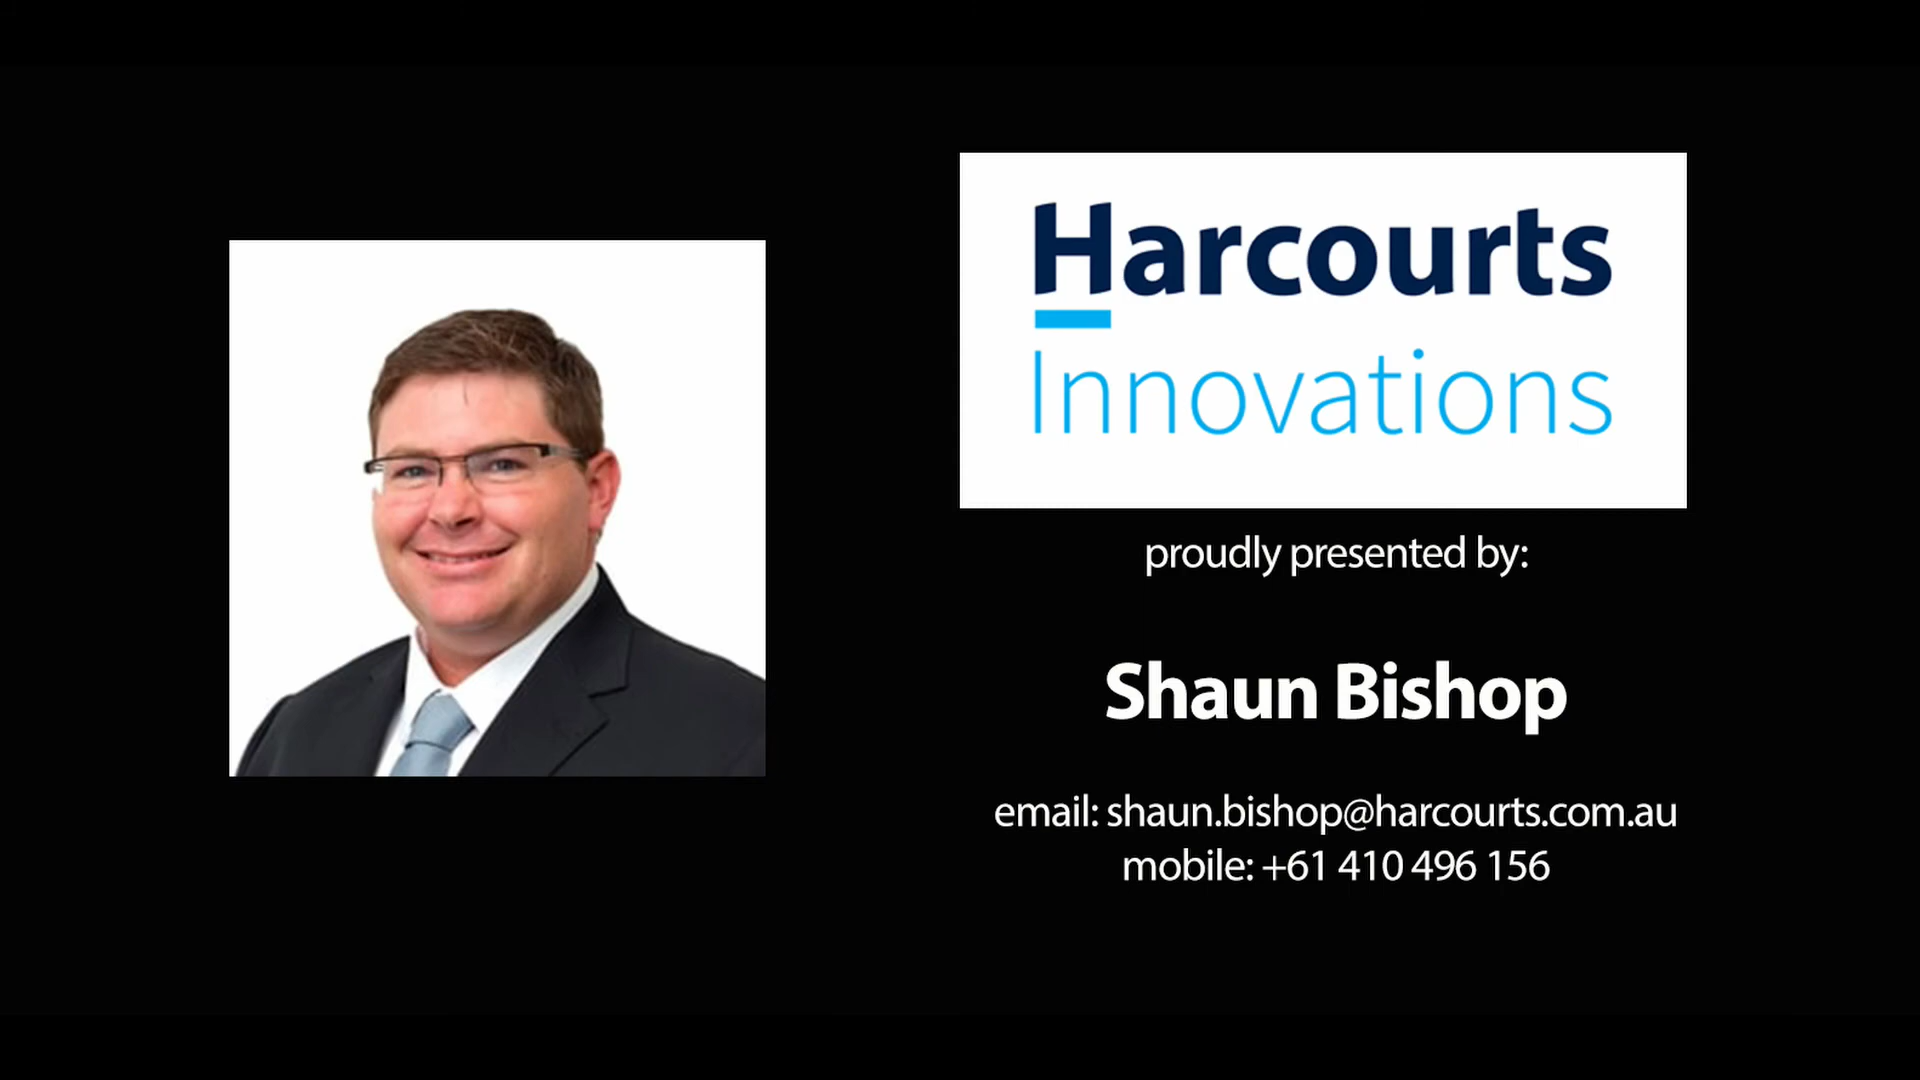 Harcourts
Innovations
proudly presented by:
Shaun Bishop
email: shaun.bishop@harcourts.com.au
mobile: +61 410 496 156